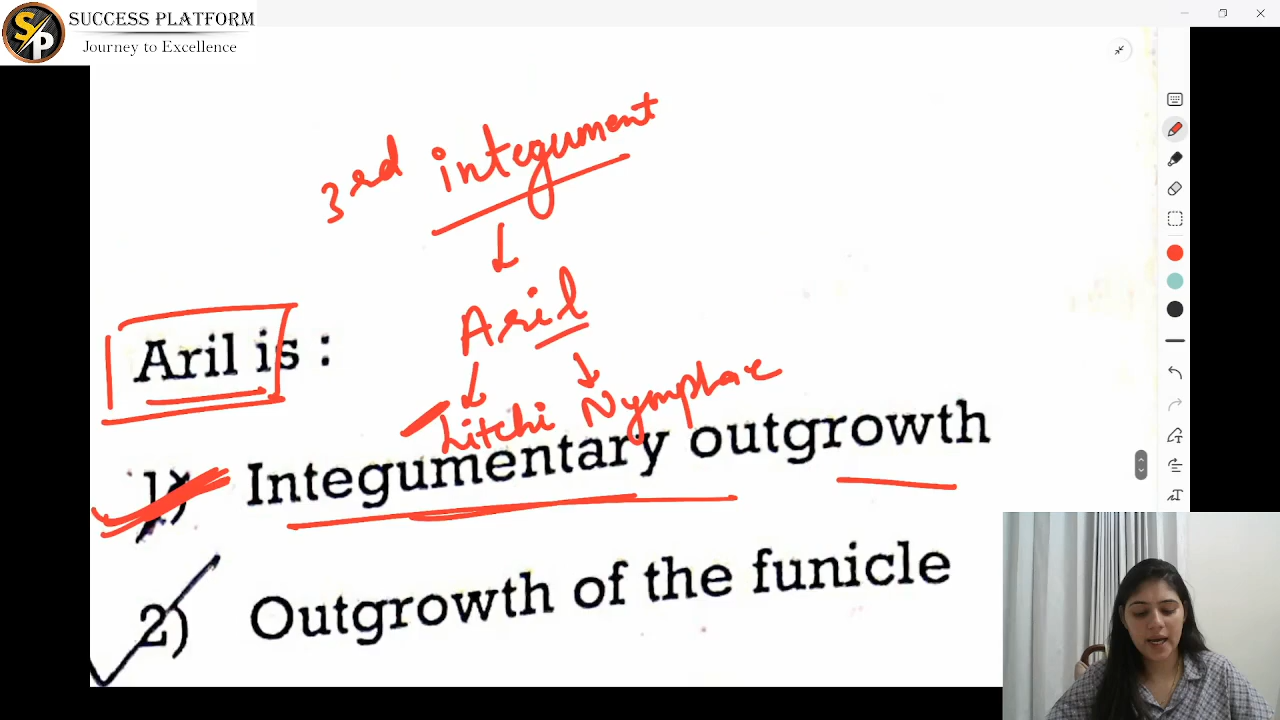 SUCCESS PLATFORM
Journey to Excellence
3rd integument
Aril
Aril is :
Litchi Nymphae
1) Integumentary outgrowth
2) Outgrowth of the funicle